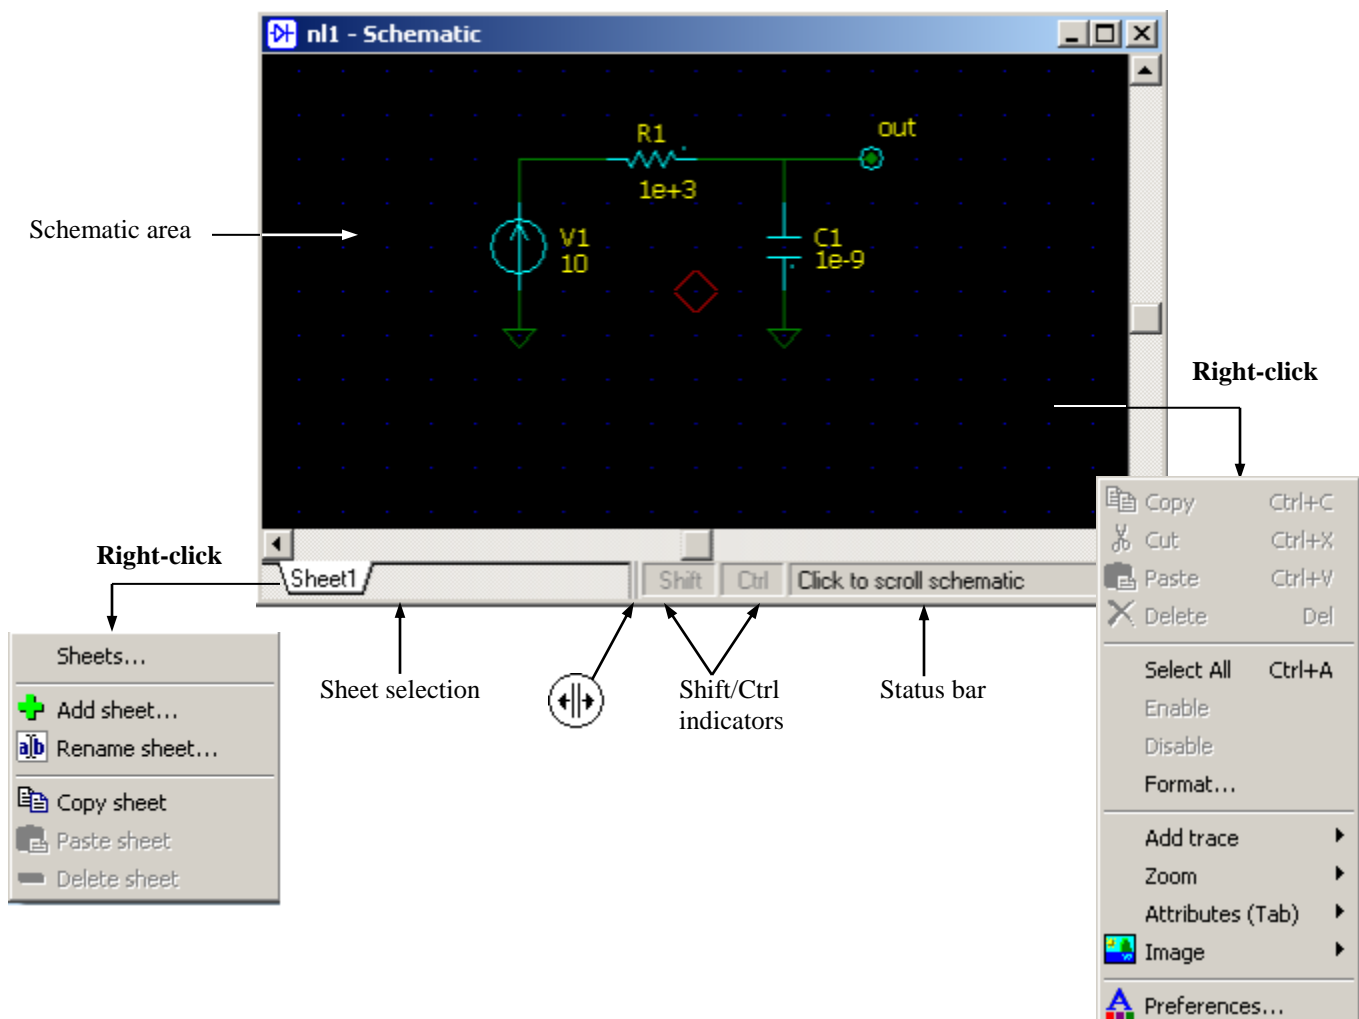 nl1 - Schematic
R1
1e+3
out
V1
10
C1
1e-9
Schematic area
Right-click
Right-click
Sheet1
Shift
Ctrl
Click to scroll schematic
Sheet selection
Shift/Ctrl
indicators
Status bar
Sheets...
Add sheet...
a b Rename sheet...
Copy sheet
Paste sheet
Delete sheet
Copy Ctrl+C
Cut Ctrl+X
Paste Ctrl+V
Delete Del
Select All Ctrl+A
Enable
Disable
Format...
Add trace
Zoom
Attributes (Tab)
Image
A Preferences...